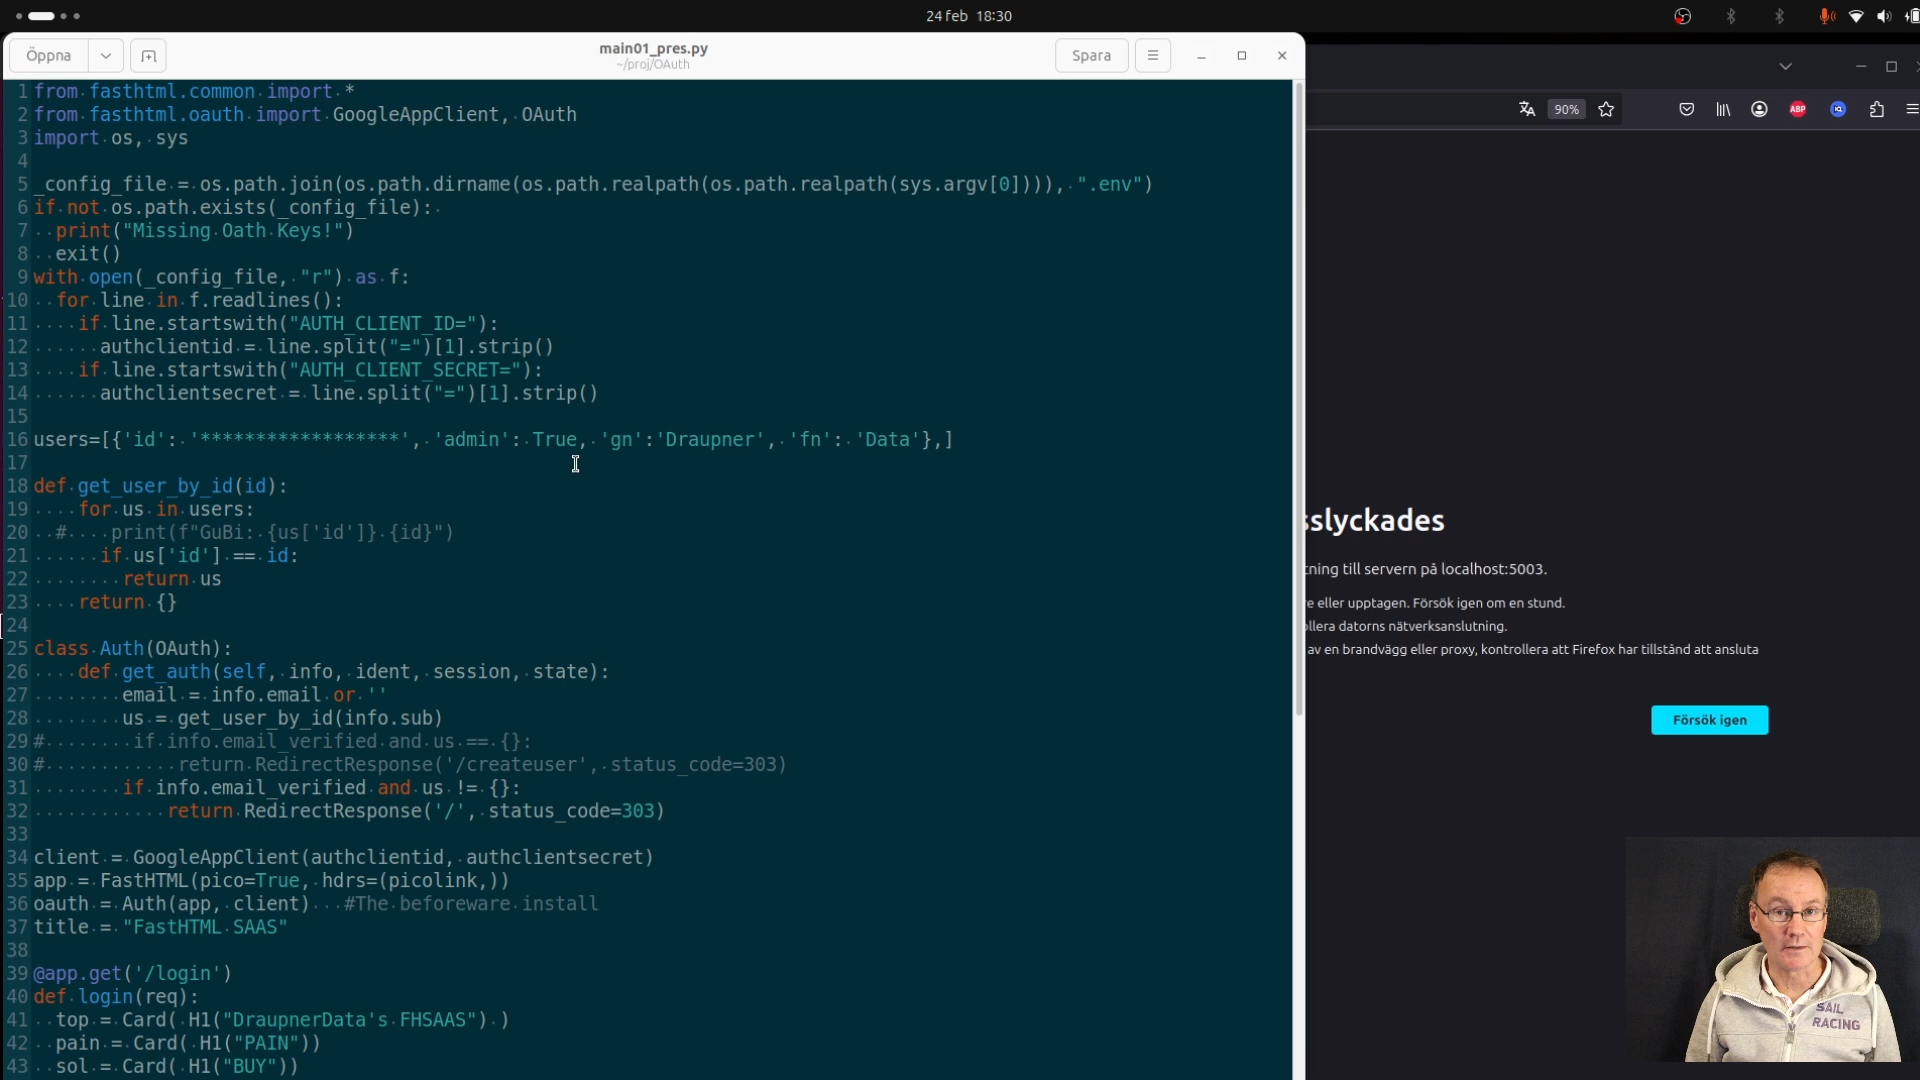 24 feb 18:30
Öppna
main01_pres.py
~/proj/OAuth
Spara
1 from fasthtml.common import *
2 from fasthtml.oauth import GoogleAppClient, OAuth
3 import os, sys
4
5 _config_file = os.path.join(os.path.dirname(os.path.realpath(os.path.realpath(sys.argv[0]))), ".env")
6 if not os.path.exists(_config_file):
7   print("Missing Oath Keys!")
8   exit()
9 with open(_config_file, "r") as f:
10   for line in f.readlines():
11     if line.startswith("AUTH_CLIENT_ID="):
12       authclientid = line.split("=")[1].strip()
13     if line.startswith("AUTH_CLIENT_SECRET="):
14       authclientsecret = line.split("=")[1].strip()
15
16 users=[{'id': '******************', 'admin': True, 'gn':'Draupner', 'fn': 'Data'},]
17
18 def get_user_by_id(id):
19     for us in users:
20   #    print(f"GuBi: {us['id']} {id}")
21       if us['id'] == id:
22         return us
23     return {}
24
25 class Auth(OAuth):
26     def get_auth(self, info, ident, session, state):
27         email = info.email or ''
28         us = get_user_by_id(info.sub)
29 #        if info.email_verified and us == {}:
30 #            return RedirectResponse('/createuser', status_code=303)
31         if info.email_verified and us != {}:
32             return RedirectResponse('/', status_code=303)
33
34 client = GoogleAppClient(authclientid, authclientsecret)
35 app = FastHTML(pico=True, hdrs=(picolink,))
36 oauth = Auth(app, client)   #The beforeware install
37 title = "FastHTML SAAS"
38
39 @app.get('/login')
40 def login(req):
41   top = Card( H1("DraupnerData's FHSAAS") )
42   pain = Card( H1("PAIN"))
43   sol = Card( H1("BUY"))
90%
ABP
sslyckades
tning till servern på localhost:5003.
re eller upptagen. Försök igen om en stund.
ollera datorns nätverksanslutning.
av en brandvägg eller proxy, kontrollera att Firefox har tillstånd att ansluta
Försök igen
SAIL
RACING